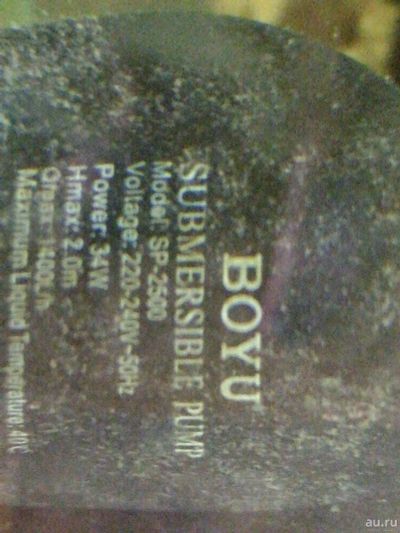 BOYU
SUBMERSIBLE PUMP
Model: SP-2500
Voltage: 220-240V~50Hz
Power: 34W
Hmax: 2.0m
Qmax: 1400L/h
Maximum Liquid Temperature:
au.ru